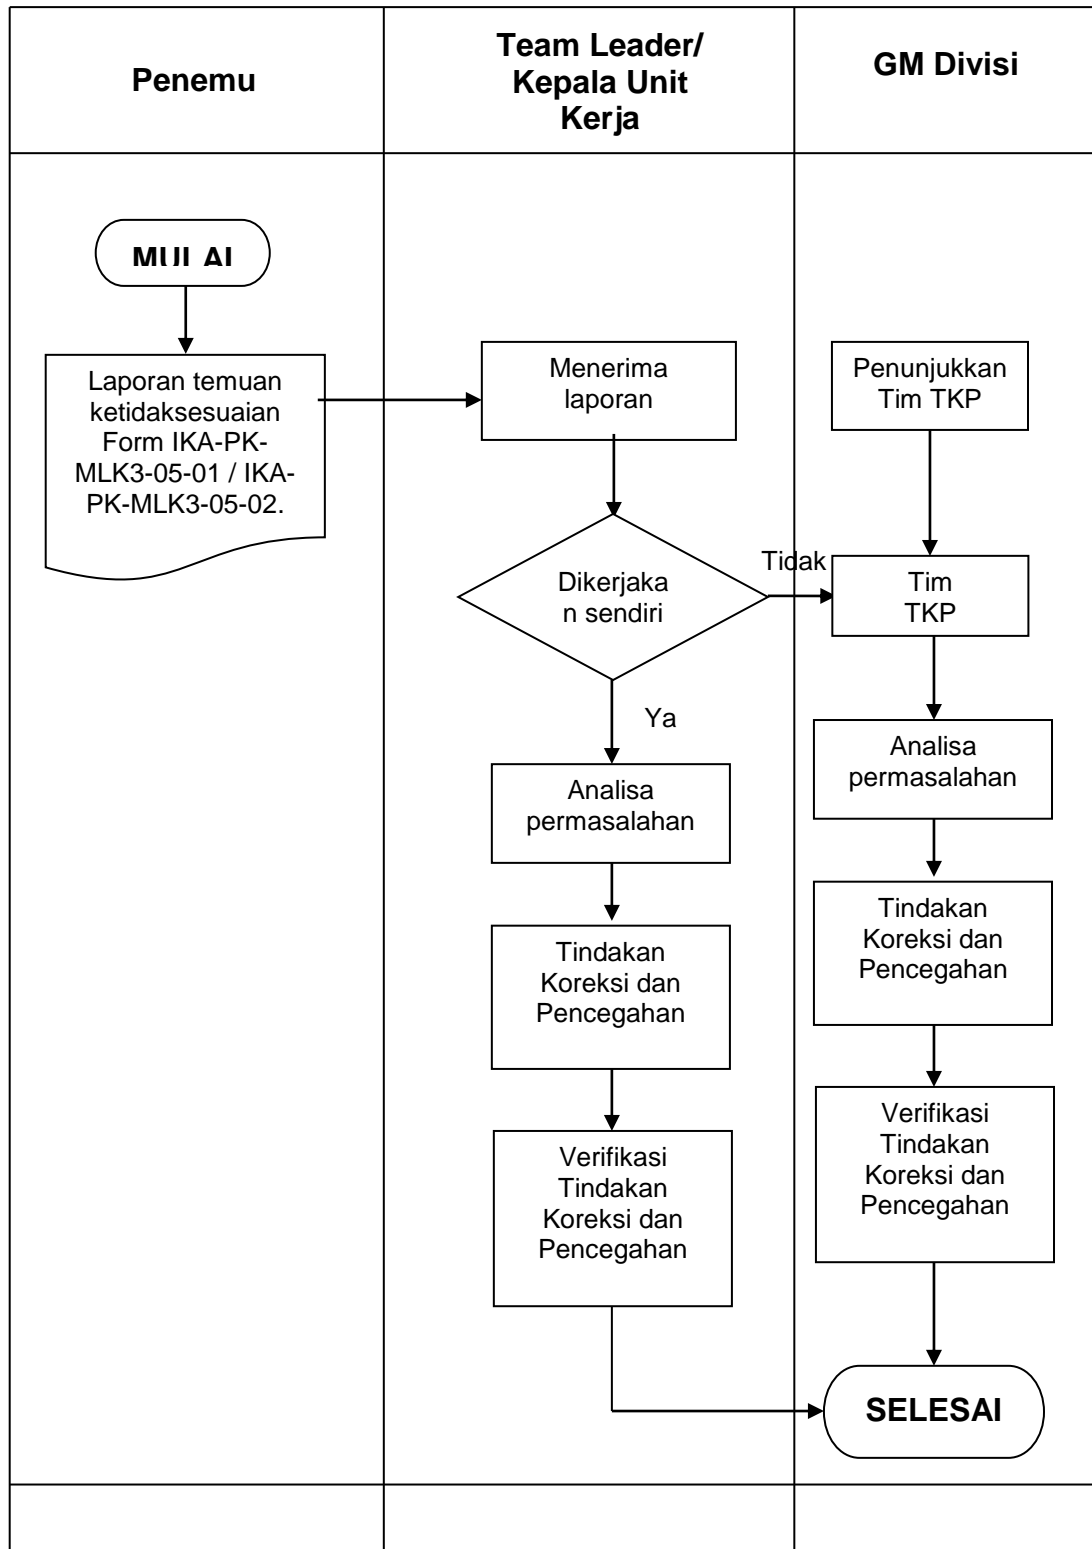 Penemu
Team Leader/
Kepala Unit
Kerja
GM Divisi
MULAI
Laporan temuan
ketidaksesuaian
Form IKA-PK-
MLK3-05-01 / IKA-
PK-MLK3-05-02.
Menerima
laporan
Penunjukkan
Tim TKP
Dikerjaka
n sendiri
Tidak
Tim
TKP
Ya
Analisa
permasalahan
Analisa
permasalahan
Tindakan
Koreksi dan
Pencegahan
Tindakan
Koreksi dan
Pencegahan
Verifikasi
Tindakan
Koreksi dan
Pencegahan
Verifikasi
Tindakan
Koreksi dan
Pencegahan
SELESAI